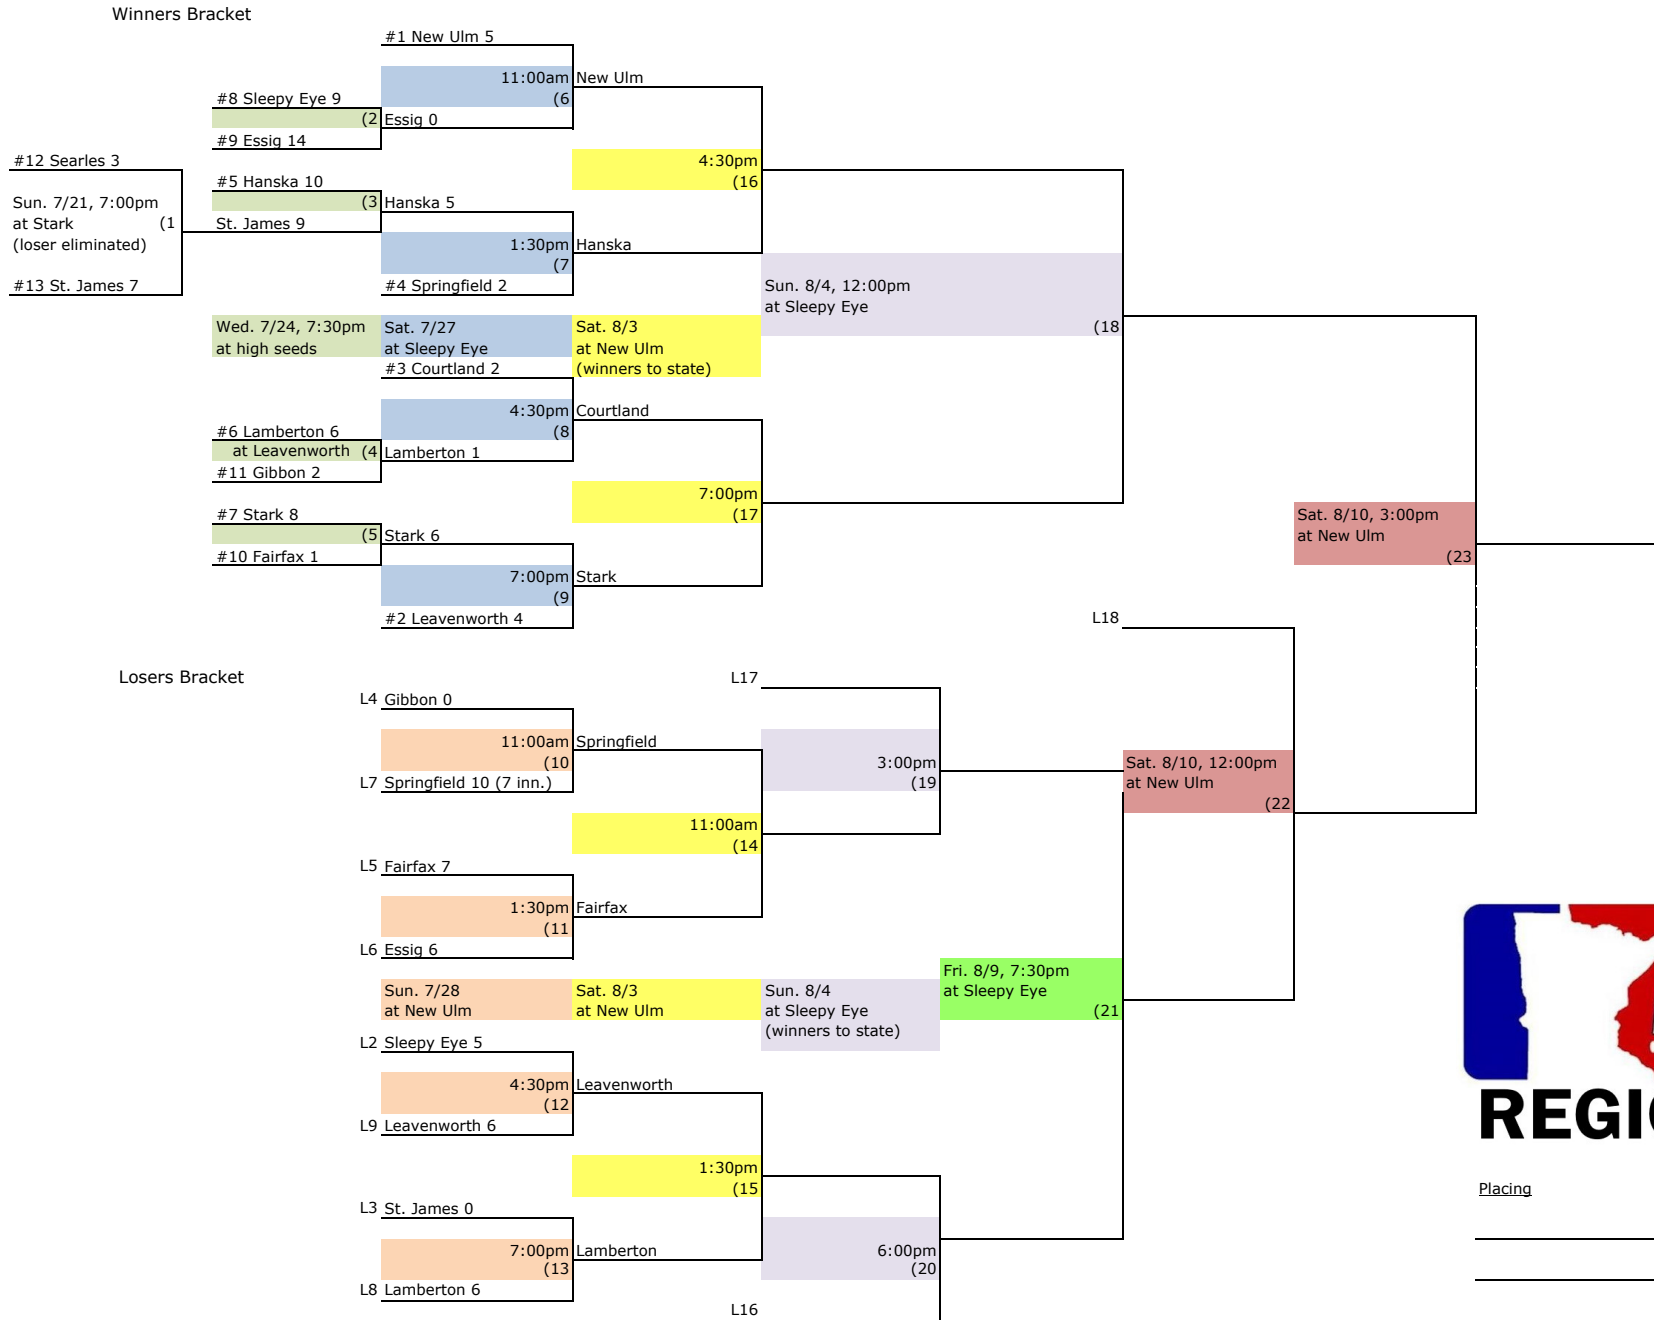 Winners Bracket
#1 New Ulm 5
11:00am New Ulm
#8 Sleepy Eye 9 (6
(2 Essig 0
#9 Essig 14
#12 Searles 3 4:30pm
#5 Hanska 10 (16
Sun. 7/21, 7:00pm (3 Hanska 5
at Stark (1 St. James 9
(loser eliminated) 1:30pm Hanska
(7
#13 St. James 7 #4 Springfield 2 Sun. 8/4, 12:00pm
at Sleepy Eye
Wed. 7/24, 7:30pm Sat. 7/27 Sat. 8/3 (18
at high seeds at Sleepy Eye at New Ulm
#3 Courtland 2 (winners to state)
4:30pm Courtland
#6 Lamberton 6 (8
at Leavenworth (4 Lamberton 1
#11 Gibbon 2
7:00pm
#7 Stark 8 (17 Sat. 8/10, 3:00pm
(5 Stark 6 at New Ulm
#10 Fairfax 1 (23
7:00pm Stark
(9
#2 Leavenworth 4 L18
Losers Bracket L17
L4 Gibbon 0
11:00am Springfield
(10 3:00pm Sat. 8/10, 12:00pm
L7 Springfield 10 (7 inn.) (19 at New Ulm
(22
11:00am
(14
L5 Fairfax 7
1:30pm Fairfax
(11
L6 Essig 6
Fri. 8/9, 7:30pm
Sun. 7/28 Sat. 8/3 Sun. 8/4 at Sleepy Eye
at New Ulm at New Ulm at Sleepy Eye (21
(winners to state)
L2 Sleepy Eye 5
4:30pm Leavenworth
(12
L9 Leavenworth 6
1:30pm
(15
L3 St. James 0
7:00pm Lamberton 6:00pm
(13 (20
L8 Lamberton 6
L16
REGIO
Placing